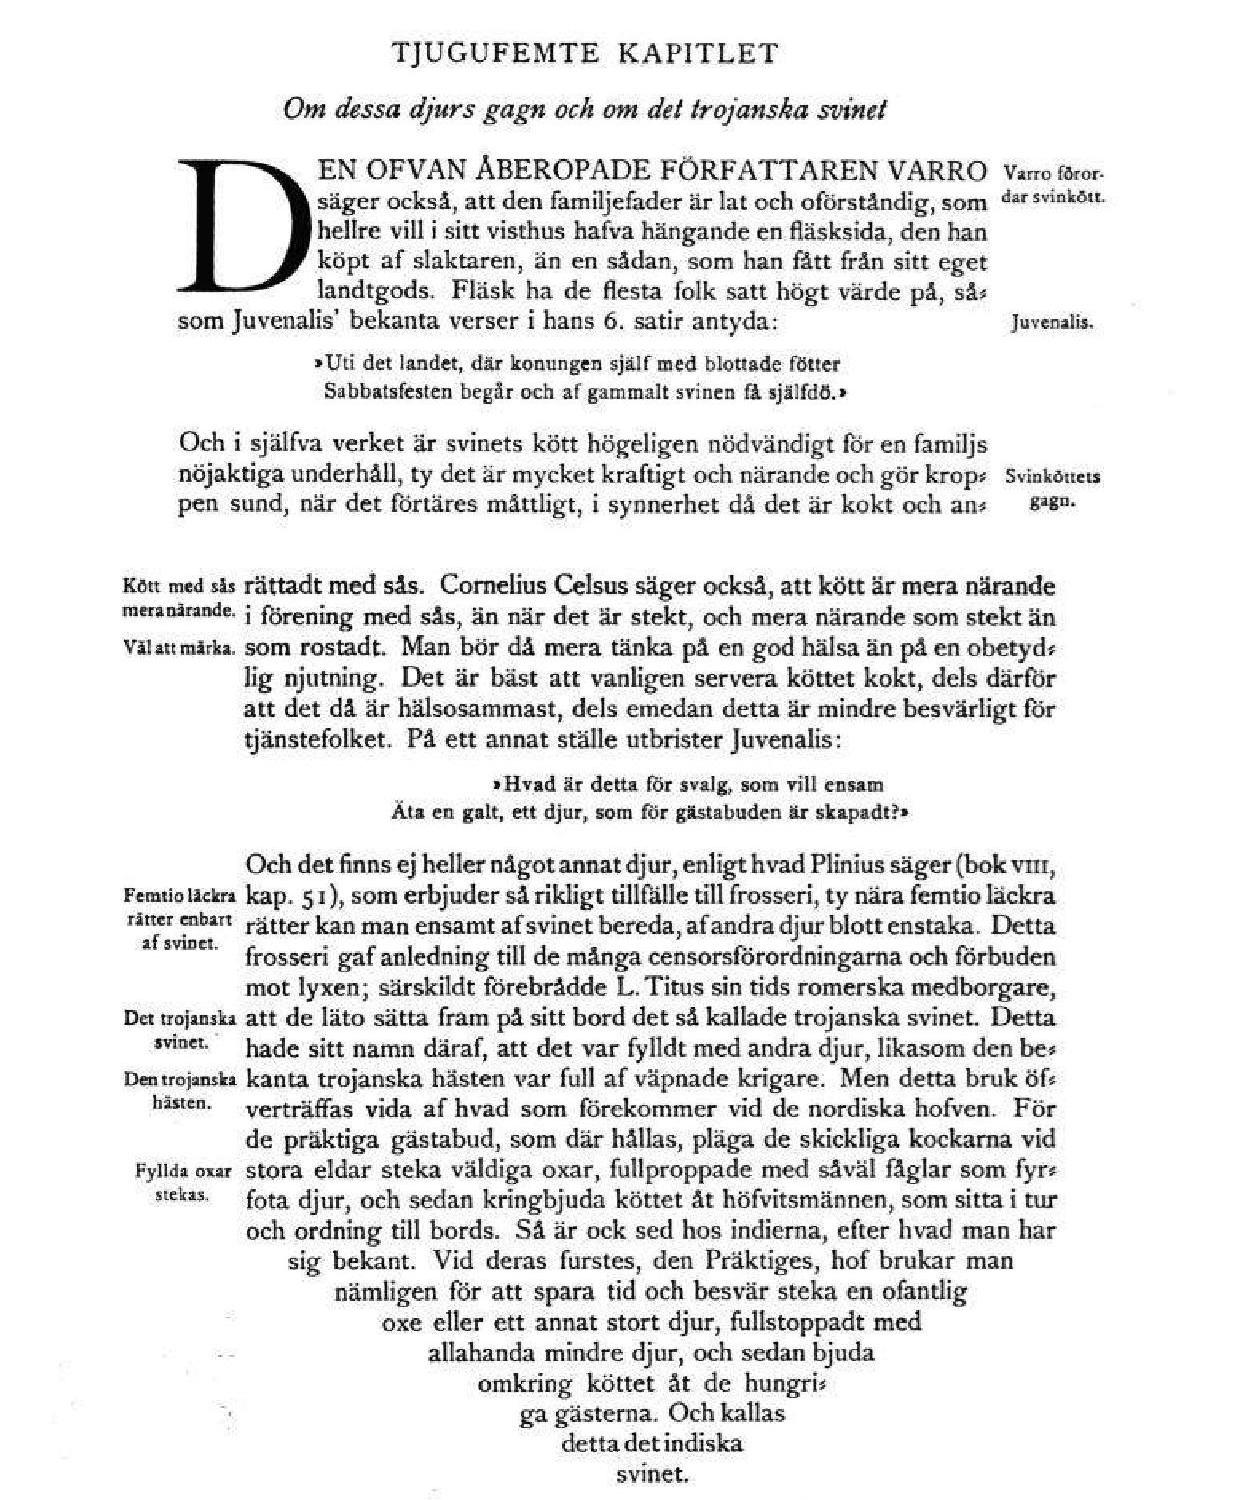 TJUGUFEMTE KAPITLET
Om dessa djurs gagn och om det trojanska svinet
DEN OFVAN ÅBEROPADE FÖRFATTAREN VARRO
Varro föror-
säger också, att den familjefader är lat och oförståndig, som
dar svinkött.
hellre vill i sitt visthus hafva hängande en fläsksida, den han
köpt af slaktaren, än en sådan, som han fått från sitt eget
landtgods. Fläsk ha de flesta folk satt högt värde på, så-
som Juvenalis' bekanta verser i hans 6. satir antyda:
Juvenalis.
»Uti det landet, där konungen själf med blottade fötter
Sabbatsfesten begår och af gammalt svinen få själfdö.»
Och i själfva verket är svinets kött högeligen nödvändigt för en familjs
nöjaktiga underhåll, ty det är mycket kraftigt och närande och gör krop-
Svinköttets
pen sund, när det förtäres måttligt, i synnerhet då det är kokt och an-
gagn.
Kött med sås
rättadt med sås. Cornelius Celsus säger också, att kött är mera närande
mera närande.
i förening med sås, än när det är stekt, och mera närande som stekt än
Väl att märka.
som rostadt. Man bör då mera tänka på en god hälsa än på en obetyd-
lig njutning. Det är bäst att vanligen servera köttet kokt, dels därför
att det då är hälsosammast, dels emedan detta är mindre besvärligt för
tjänstefolket. På ett annat ställe utbrister Juvenalis:
»Hvad är detta för svalg, som vill ensam
Äta en galt, ett djur, som för gästabuden är skapadt?»
Och det finns ej heller något annat djur, enligt hvad Plinius säger (bok VIII,
Femtio läckra
kap. 51), som erbjuder så rikligt tillfälle till frosseri, ty nära femtio läckra
rätter enbart
rätter kan man ensamt af svinet bereda, af andra djur blott enstaka. Detta
af svinet.
frosseri gaf anledning till de många censorsförordningarna och förbuden
mot lyxen; särskildt förebrådde L. Titus sin tids romerska medborgare,
Det trojanska
att de läto sätta fram på sitt bord det så kallade trojanska svinet. Detta
svinet.
hade sitt namn däraf, att det var fylldt med andra djur, likasom den be-
Den trojanska
kanta trojanska hästen var full af väpnade krigare. Men detta bruk öf-
hästen.
verträffas vida af hvad som förekommer vid de nordiska hofven. För
de präktiga gästabud, som där hållas, pläga de skickliga kockarna vid
Fyllda oxar
stora eldar steka väldiga oxar, fullproppade med såväl fåglar som fyr-
stekas.
fota djur, och sedan kringbjuda köttet åt höfvitsmännen, som sitta i tur
och ordning till bords. Så är ock sed hos indierna, efter hvad man har
sig bekant. Vid deras furstes, den Präktiges, hof brukar man
nämligen för att spara tid och besvär steka en ofantlig
oxe eller ett annat stort djur, fullstoppadt med
allahanda mindre djur, och sedan bjuda
omkring köttet åt de hungri-
ga gästerna. Och kallas
detta det indiska
svinet.